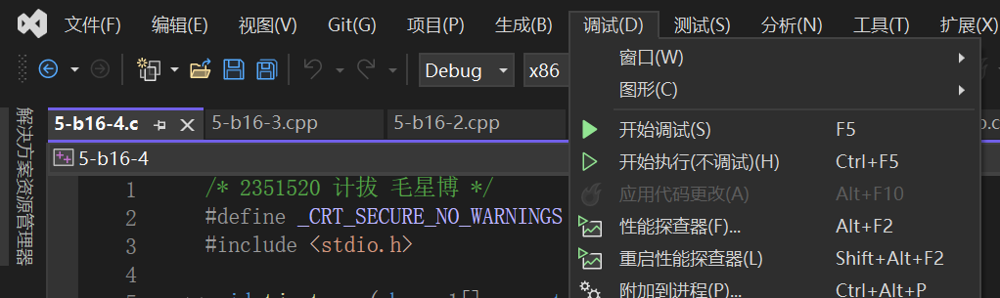 文件(F) 编辑(E) 视图(V) Git(G) 项目(P) 生成(B) 调试(D) 测试(S) 分析(N) 工具(T) 扩展(X)
Debug x86
窗口(W)
图形(C)
开始调试(S) F5
开始执行(不调试)(H) Ctrl+F5
应用代码更改(A) Alt+F10
性能探查器(F)... Alt+F2
重启性能探查器(L) Shift+Alt+F2
附加到进程(P)... Ctrl+Alt+P
解决方案资源管理器
5-b16-4.c 5-b16-3.cpp 5-b16-2.cpp
5-b16-4
1 /* 2351520 计拔 毛星博 */
2 #define _CRT_SECURE_NO_WARNINGS
3 #include <stdio.h>
4